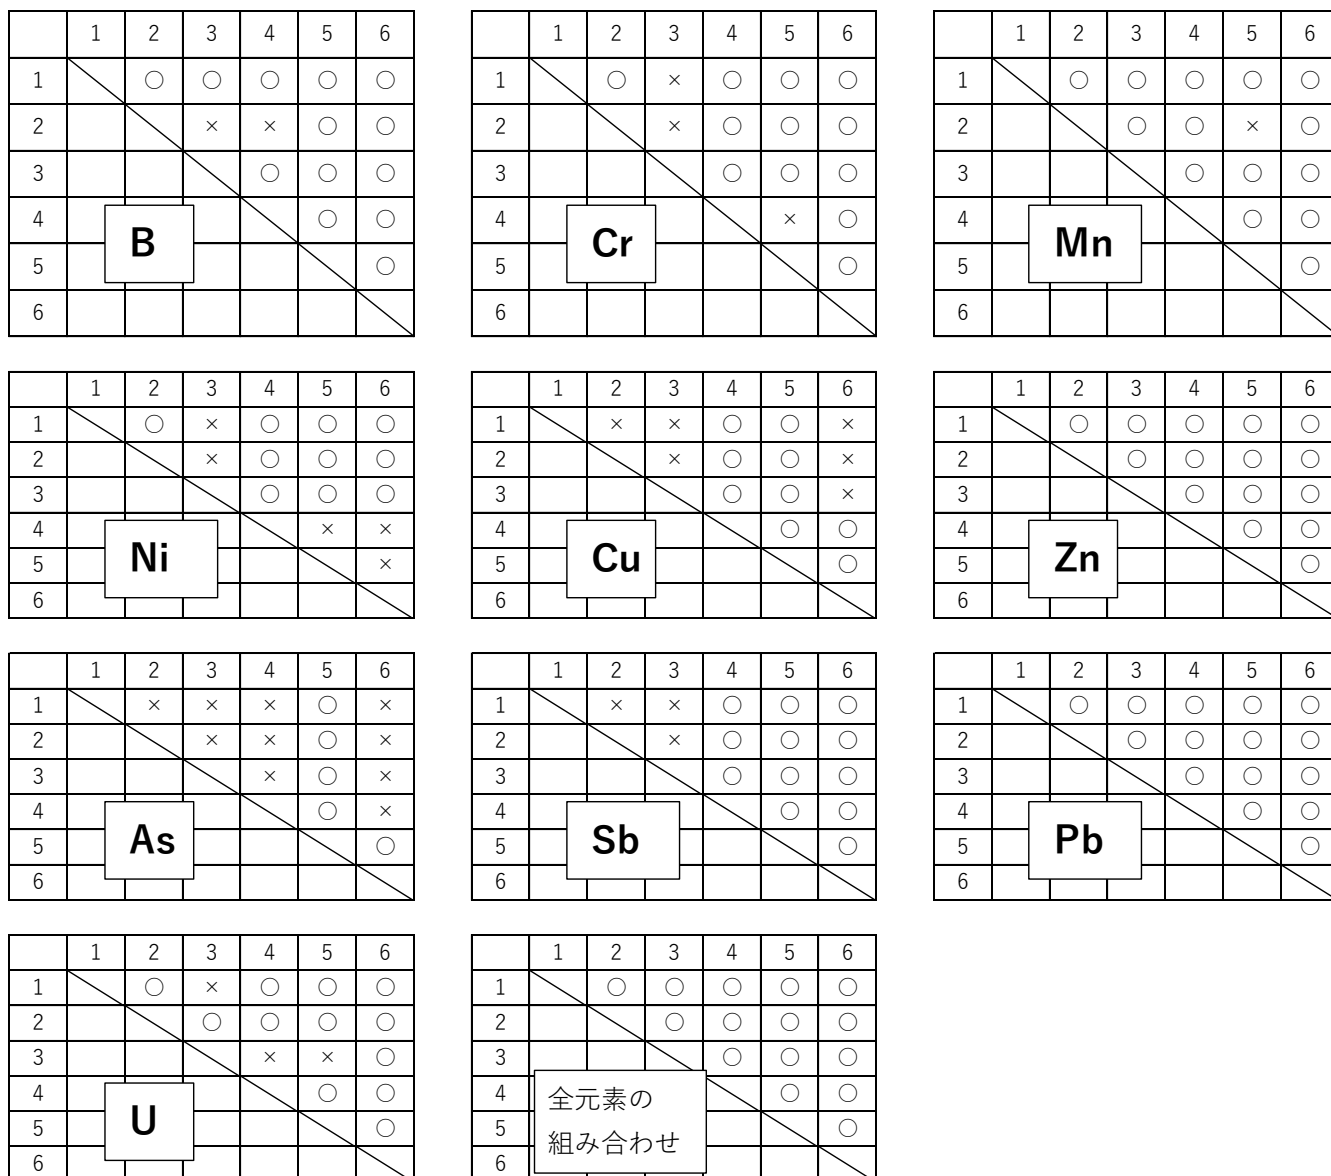 1 2 3 4 5 6 1 2 3 4 5 6 1 2 3 4 5 6
1 ○ ○ ○ ○ ○ 1 ○ × ○ ○ ○ 1 ○ ○ ○ ○ ○
2 × × ○ ○ 2 × ○ ○ ○ 2 ○ ○ × ○
3 ○ ○ ○ 3 ○ ○ ○ 3 ○ ○ ○
4 ○ ○ 4 × ○ 4 ○ ○
B Cr Mn
5 ○ 5 ○ 5 ○
6 6 6
1 2 3 4 5 6 1 2 3 4 5 6 1 2 3 4 5 6
1 ○ × ○ ○ ○ 1 × × ○ ○ × 1 ○ ○ ○ ○ ○
2 × ○ ○ ○ 2 × ○ ○ × 2 ○ ○ ○ ○
3 ○ ○ ○ 3 ○ ○ × 3 ○ ○ ○
4 × × 4 ○ ○ 4 ○ ○
Ni Cu Zn
5 × 5 ○ 5 ○
6 6 6
1 2 3 4 5 6 1 2 3 4 5 6 1 2 3 4 5 6
1 × × × ○ × 1 × × ○ ○ ○ 1 ○ ○ ○ ○ ○
2 × × ○ × 2 × ○ ○ ○ 2 ○ ○ ○ ○
3 × ○ × 3 ○ ○ ○ 3 ○ ○ ○
4 ○ × 4 ○ ○ 4 ○ ○
As Sb Pb
5 ○ 5 ○ 5 ○
6 6 6
1 2 3 4 5 6 1 2 3 4 5 6
1 ○ × ○ ○ ○ 1 ○ ○ ○ ○ ○
2 ○ ○ ○ ○ 2 ○ ○ ○ ○
3 × × ○ 3 ○ ○ ○
4 ○ ○ 4 全元素の ○ ○
U
5 ○ 5 組み合わせ ○
6 6